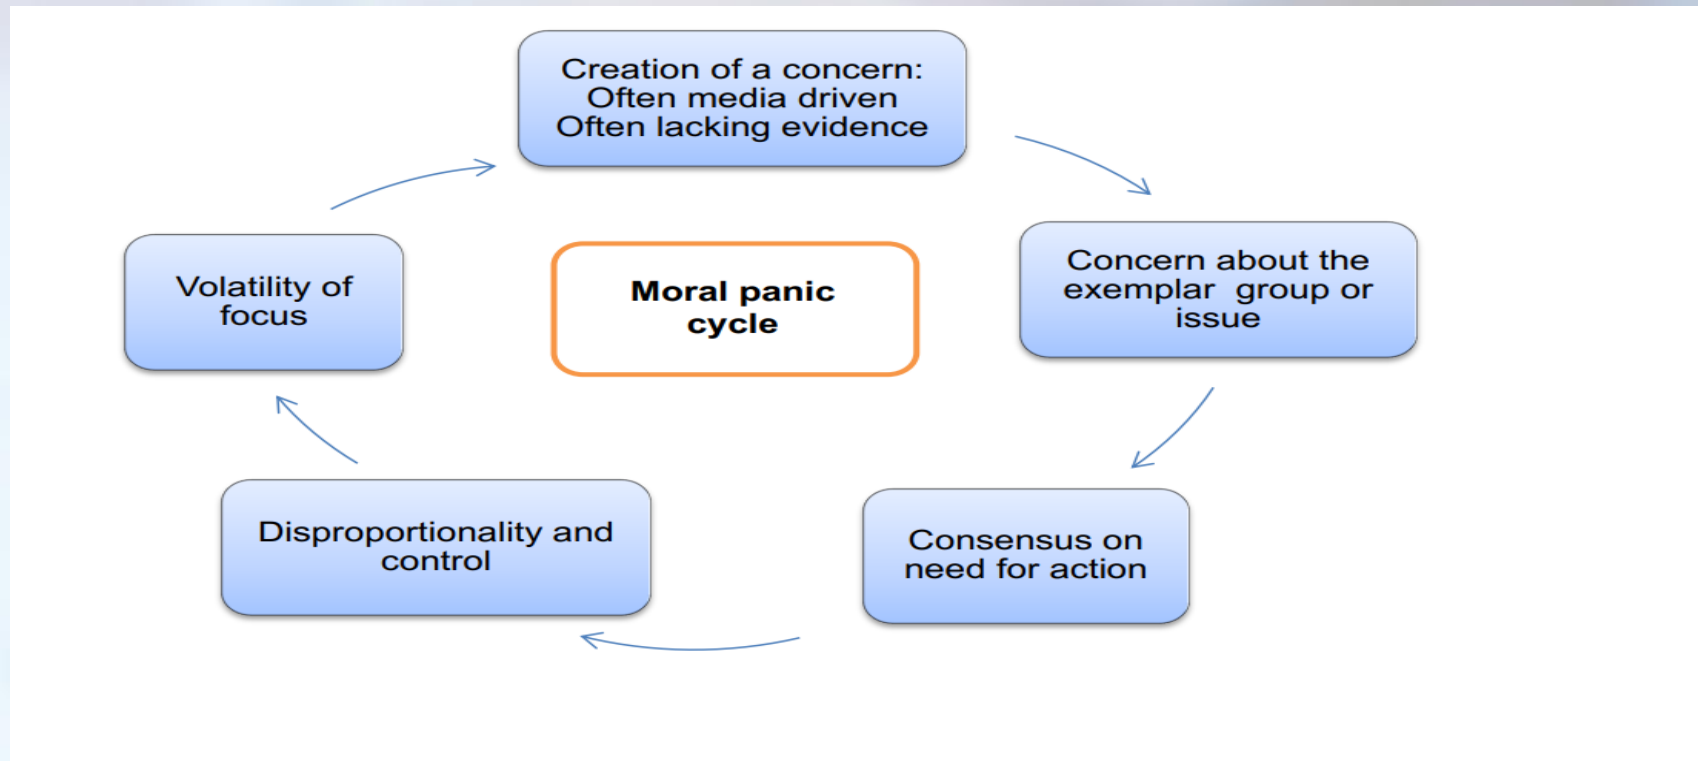 Creation of a concern:
Often media driven
Often lacking evidence
Concern about the
exemplar  group or
issue
Consensus on
need for action
Disproportionality and
control
Volatility of
focus
Moral panic
cycle